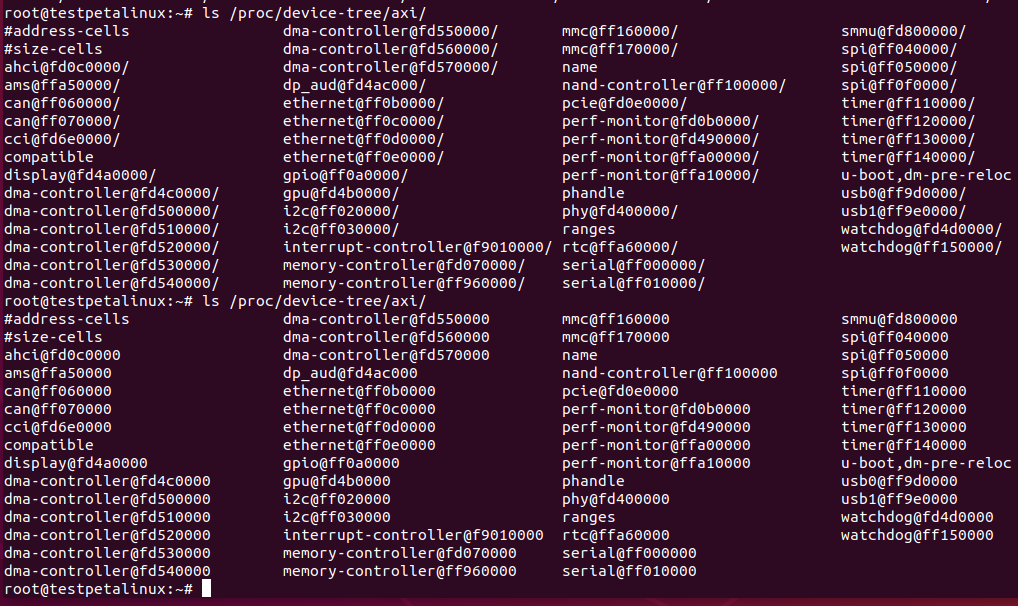 root@testpetalinux:~# ls /proc/device-tree/axi/
#address-cells dma-controller@fd550000/ mmc@ff160000/ smmu@fd800000/
#size-cells dma-controller@fd560000/ mmc@ff170000/ spi@ff040000/
ahci@fd0c0000/ dma-controller@fd570000/ name spi@ff050000/
ams@ffa50000/ dp_aud@fd4ac000/ nand-controller@ff100000/ spi@ff0f0000/
can@ff060000/ ethernet@ff0b0000/ pcie@fd0e0000/ timer@ff110000/
can@ff070000/ ethernet@ff0c0000/ perf-monitor@fd0b0000/ timer@ff120000/
cci@fd6e0000/ ethernet@ff0d0000/ perf-monitor@fd490000/ timer@ff130000/
compatible ethernet@ff0e0000/ perf-monitor@ffa00000/ timer@ff140000/
display@fd4a0000/ gpio@ff0a0000/ perf-monitor@ffa10000/ u-boot,dm-pre-reloc
dma-controller@fd4c0000/ gpu@fd4b0000/ phandle usb0@ff9d0000/
dma-controller@fd500000/ i2c@ff020000/ phy@fd400000/ usb1@ff9e0000/
dma-controller@fd510000/ i2c@ff030000/ ranges watchdog@fd4d0000/
dma-controller@fd520000/ interrupt-controller@f9010000/ rtc@ffa60000/ watchdog@ff150000/
dma-controller@fd530000/ memory-controller@fd070000/ serial@ff000000/
dma-controller@fd540000/ memory-controller@ff960000/ serial@ff010000/
root@testpetalinux:~# ls /proc/device-tree/axi/
#address-cells dma-controller@fd550000 mmc@ff160000 smmu@fd800000
#size-cells dma-controller@fd560000 mmc@ff170000 spi@ff040000
ahci@fd0c0000 dma-controller@fd570000 name spi@ff050000
ams@ffa50000 dp_aud@fd4ac000 nand-controller@ff100000 spi@ff0f0000
can@ff060000 ethernet@ff0b0000 pcie@fd0e0000 timer@ff110000
can@ff070000 ethernet@ff0c0000 perf-monitor@fd0b0000 timer@ff120000
cci@fd6e0000 ethernet@ff0d0000 perf-monitor@fd490000 timer@ff130000
compatible ethernet@ff0e0000 perf-monitor@ffa00000 timer@ff140000
display@fd4a0000 gpio@ff0a0000 perf-monitor@ffa10000 u-boot,dm-pre-reloc
dma-controller@fd4c0000 gpu@fd4b0000 phandle usb0@ff9d0000
dma-controller@fd500000 i2c@ff020000 phy@fd400000 usb1@ff9e0000
dma-controller@fd510000 i2c@ff030000 ranges watchdog@fd4d0000
dma-controller@fd520000 interrupt-controller@f9010000 rtc@ffa60000 watchdog@ff150000
dma-controller@fd530000 memory-controller@fd070000 serial@ff000000
dma-controller@fd540000 memory-controller@ff960000 serial@ff010000
root@testpetalinux:~#